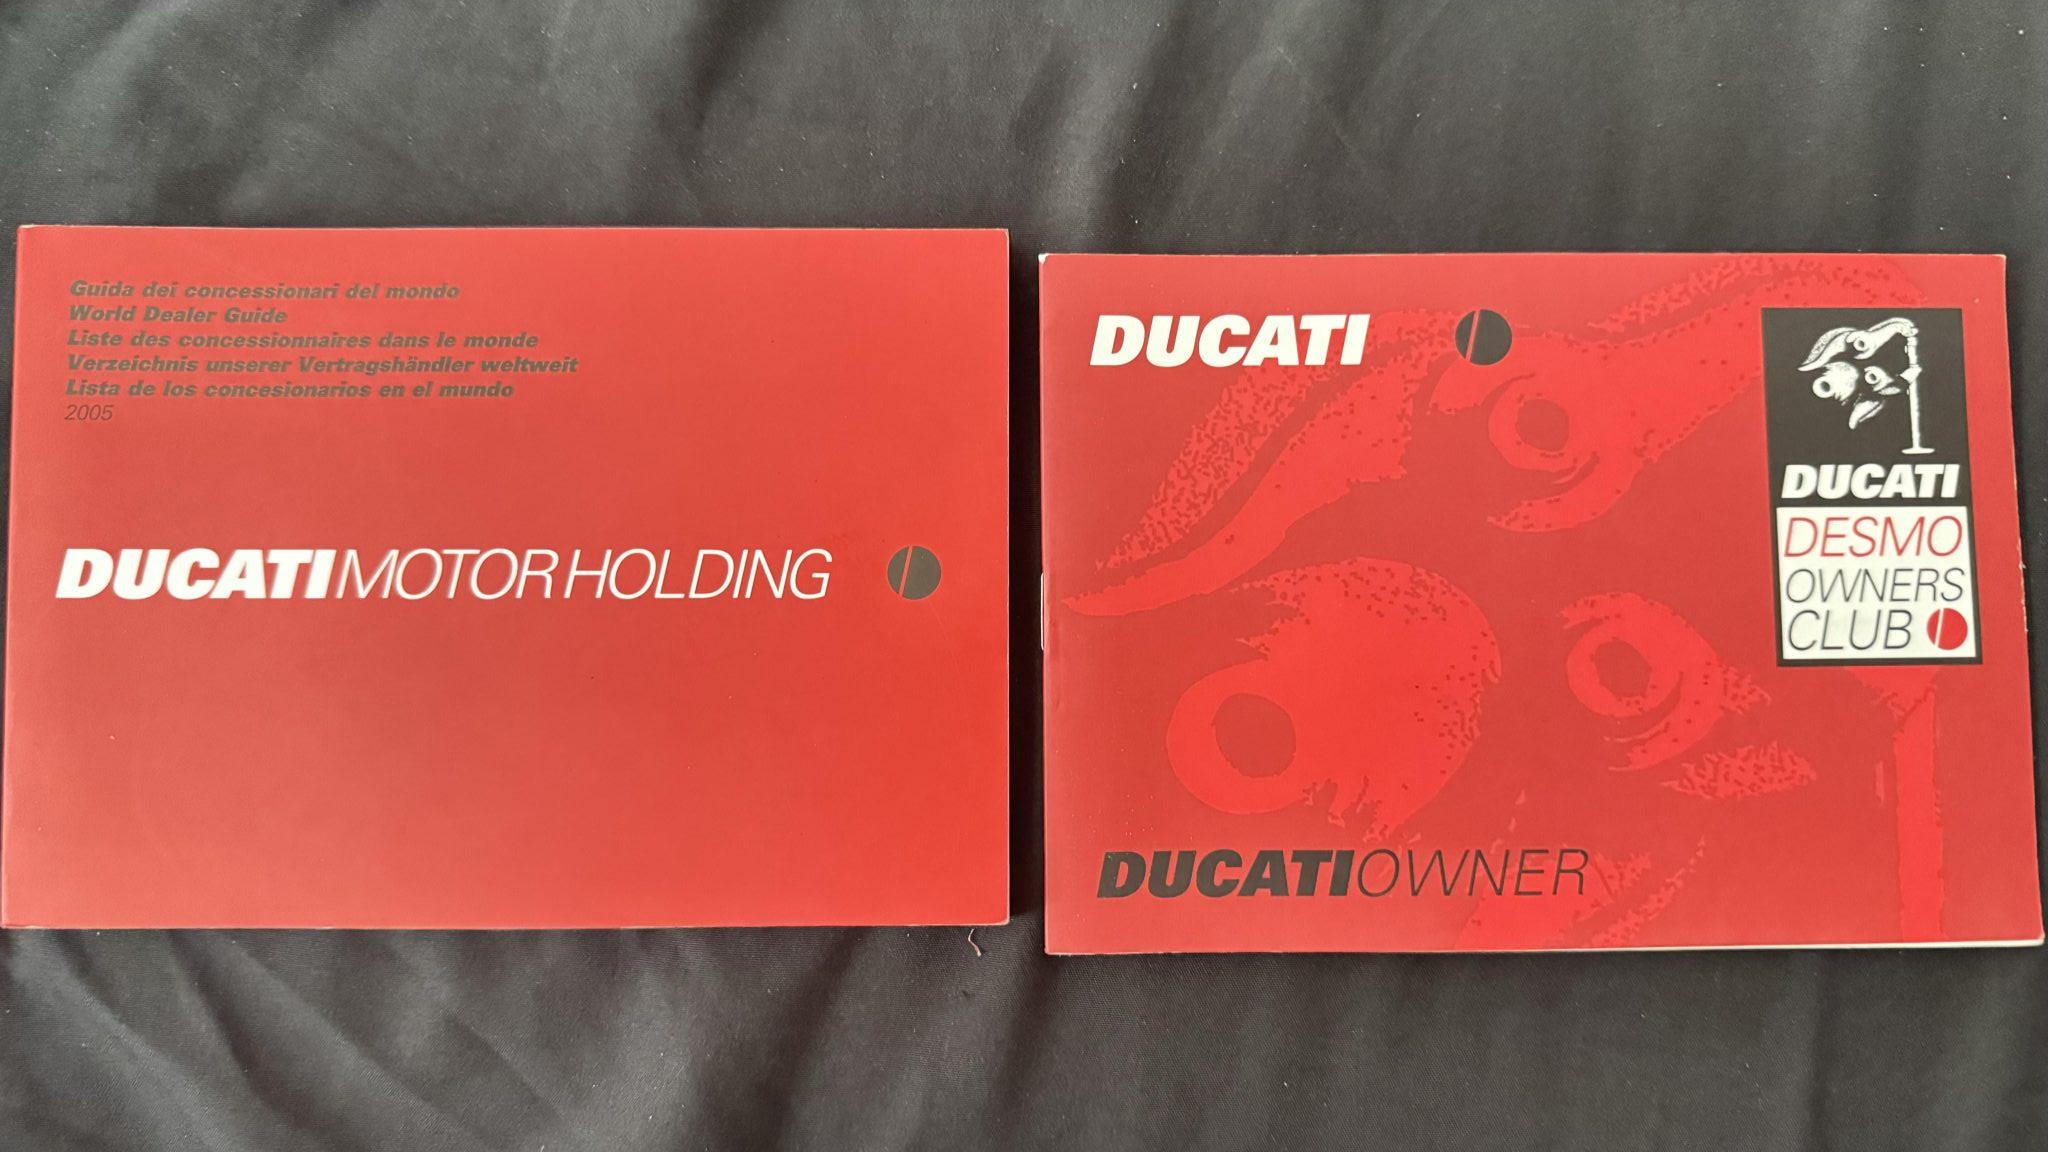 Guida dei concessionari del mondo
World Dealer Guide
Liste des concessionnaires dans le monde
Verzeichnis unserer Vertragshändler weltweit
Lista de los concesionarios en el mundo
2005
DUCATIMOTORHOLDING
DUCATI
DUCATI
DESMO
OWNERS
CLUB
DUCATIOWNER